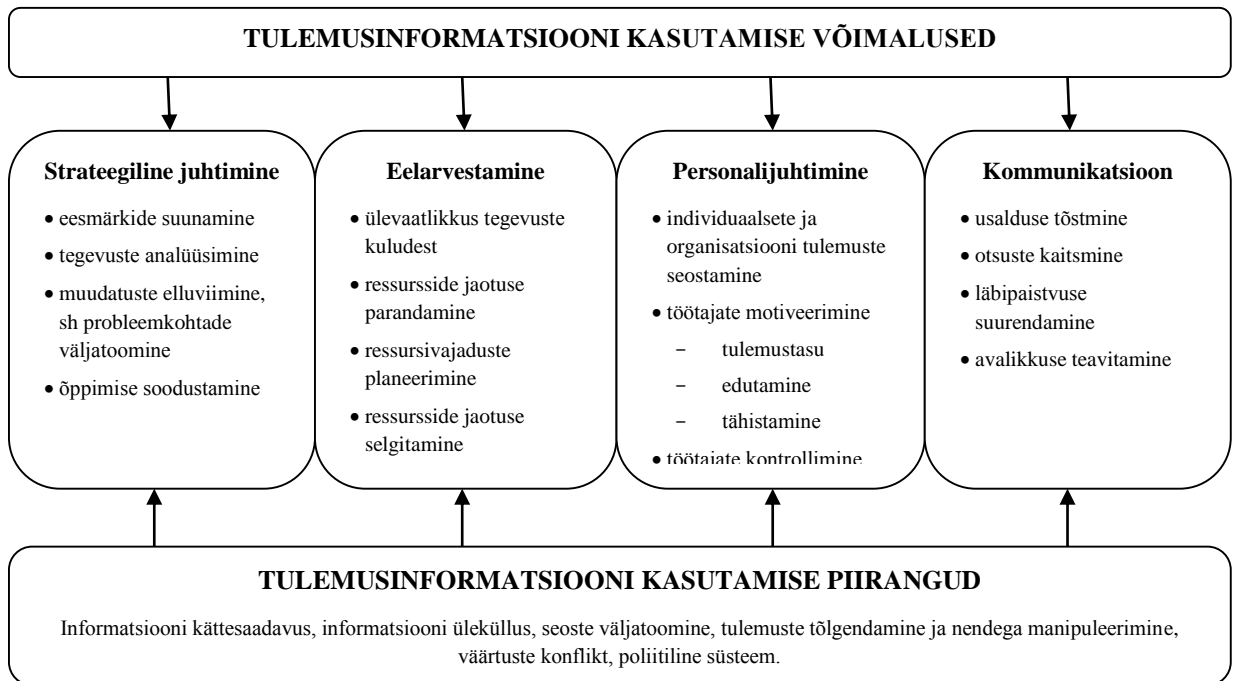 TULEMUSINFORMATSIOONI KASUTAMISE VÕIMALUSED
Strateegiline juhtimine
• eesmärkide suunamine
• tegevuste analüüsimine
• muudatuste elluviimine,
sh probleemkohtade
väljatoomine
• õppimise soodustamine
Eelarvestamine
• ülevaatlikkus tegevuste
kuludest
• ressursside jaotuse
parandamine
• ressursivajaduste
planeerimine
• ressursside jaotuse
selgitamine
Personalijuhtimine
• individuaalsete ja
organisatsiooni tulemuste
seostamine
• töötajate motiveerimine
– tulemustasu
– edutamine
– tähistamine
• töötajate kontrollimine
Kommunikatsioon
• usalduse tõstmine
• otsuste kaitsmine
• läbipaistvuse
suurendamine
• avalikkuse teavitamine
TULEMUSINFORMATSIOONI KASUTAMISE PIIRANGUD
Informatsiooni kättesaadavus, informatsiooni üleküllus, seoste väljatoomine, tulemuste tõlgendamine ja nendega manipuleerimine,
väärtuste konflikt, poliitiline süsteem.